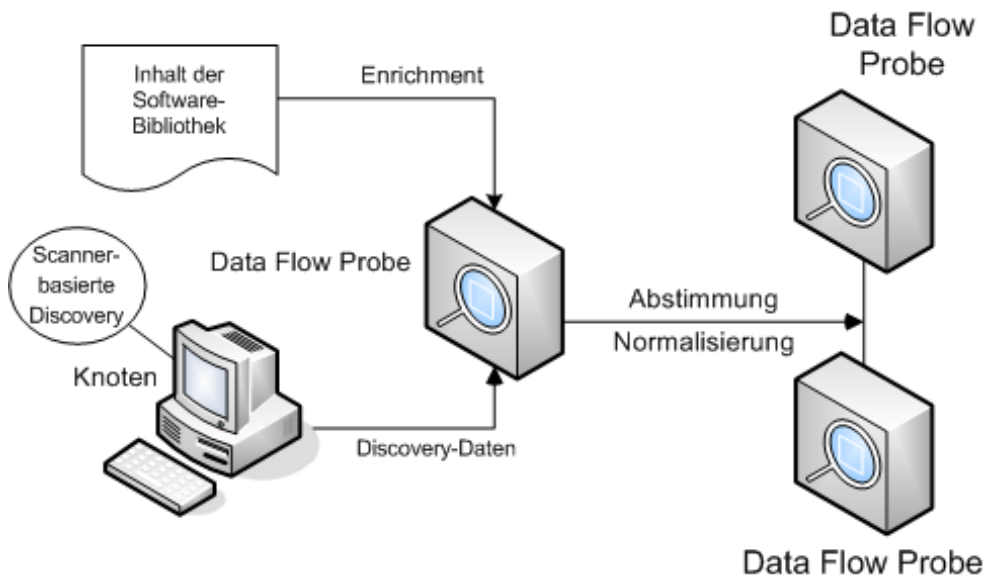 Data Flow
Probe
Inhalt der
Software-
Bibliothek
Enrichment
Scanner-
basierte
Discovery
Data Flow Probe
Abstimmung
Normalisierung
Knoten
Discovery-Daten
Data Flow Probe